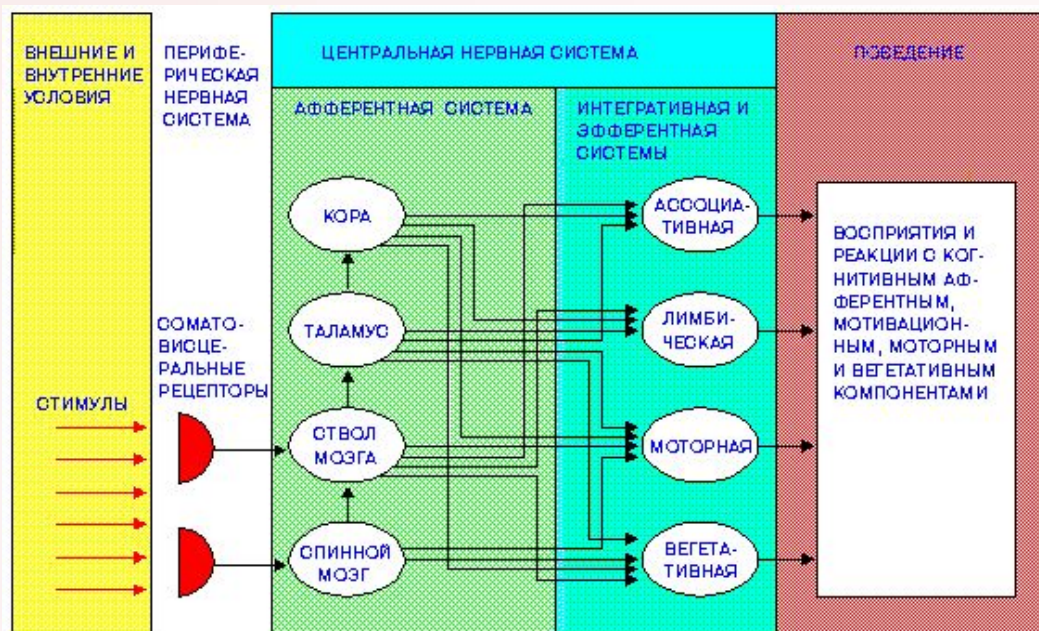 ВНЕШНИЕ И
ВНУТРЕННИЕ
УСЛОВИЯ
ПЕРИФЕ-
РИЧЕСКАЯ
НЕРВНАЯ
СИСТЕМА
ЦЕНТРАЛЬНАЯ НЕРВНАЯ СИСТЕМА
ПОВЕДЕНИЕ
АФФЕРЕНТНАЯ СИСТЕМА
ИНТЕГРАТИВНАЯ И
ЭФФЕРЕНТНАЯ
СИСТЕМЫ
СТИМУЛЫ
СОМАТО-
ВИСЦЕ-
РАЛЬНЫЕ
РЕЦЕПТОРЫ
КОРА
ТАЛАМУС
СТВОЛ
МОЗГА
СПИННОЙ
МОЗГ
АССОЦИА-
ТИВНАЯ
ЛИМБИ-
ЧЕСКАЯ
МОТОРНАЯ
ВЕГЕТА-
ТИВНАЯ
ВОСПРИЯТИЯ И
РЕАКЦИИ С КОГ-
НИТИВНЫМ АФ-
ФЕРЕНТНЫМ,
МОТИВАЦИОН-
НЫМ, МОТОРНЫМ
И ВЕГЕТАТИВНЫМ
КОМПОНЕНТАМИ